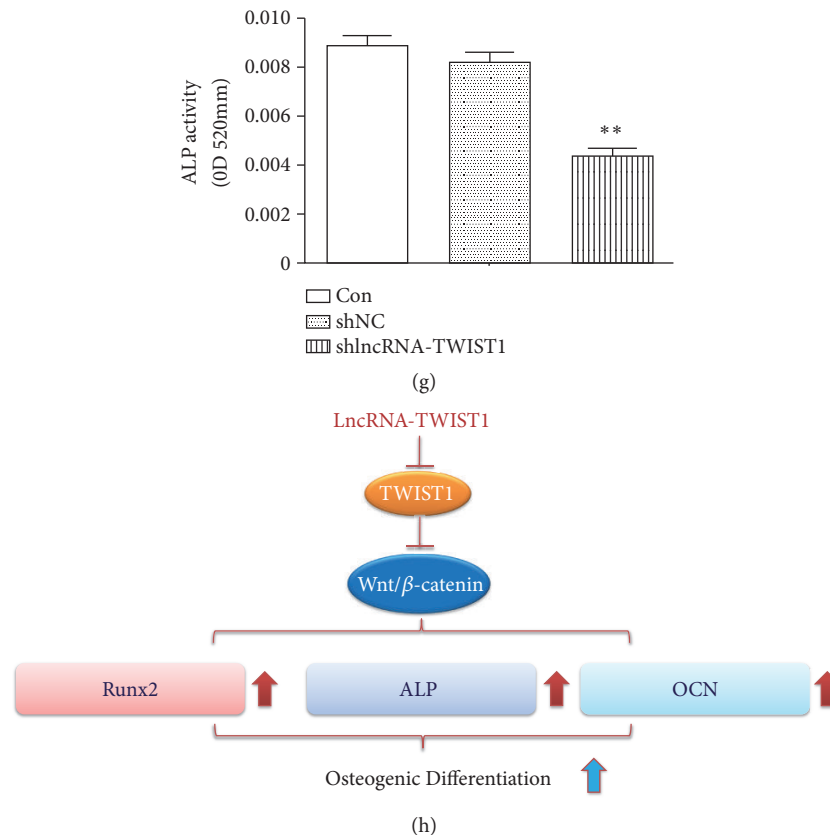 0.010
0.008
0.006
0.004
0.002
0
ALP activity
(0D 520mm)
**
Con
shNC
shlncRNA-TWIST1
(g)
LncRNA-TWIST1
TWIST1
Wnt/β-catenin
Runx2
ALP
OCN
Osteogenic Differentiation
(h)